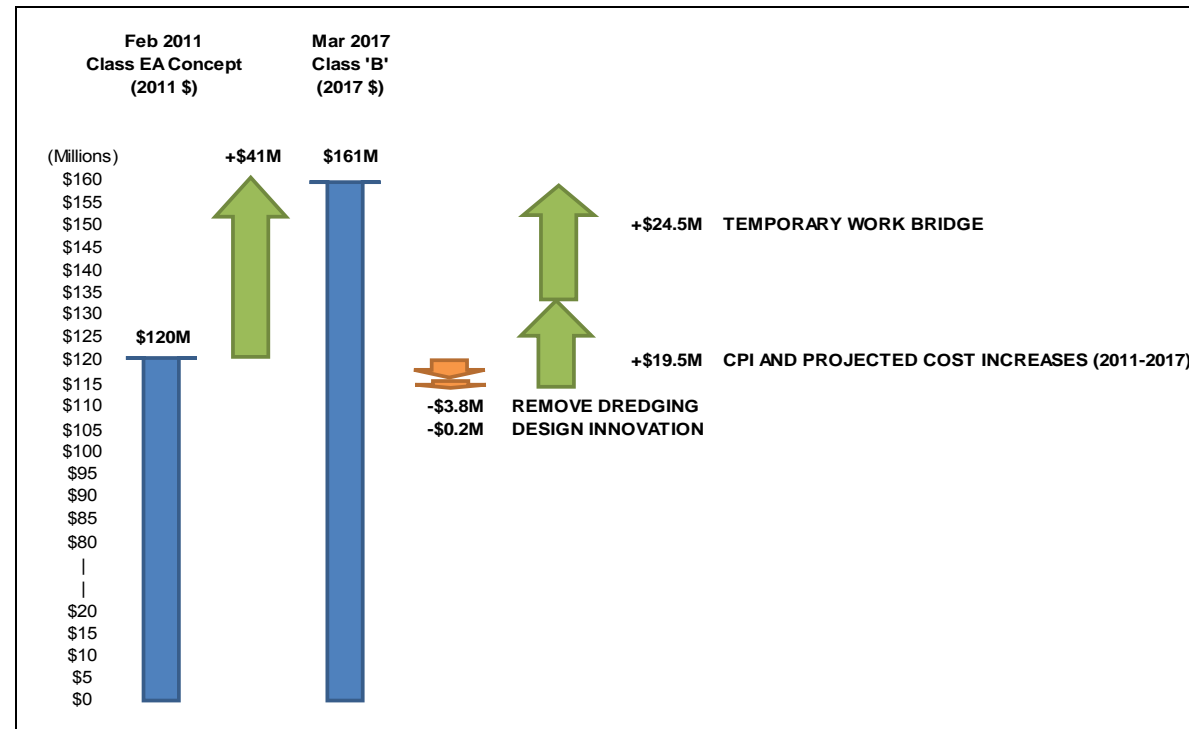 Feb 2011
Class EA Concept
(2011 $)
Mar 2017
Class 'B'
(2017 $)
(Millions)
+$41M
$161M
$160
$155
$150
$145
$140
$135
$130
$125
$120
$115
$110
$105
$100
$95
$90
$85
$80
|
|
$20
$15
$10
$5
$0
$120M
+$24.5M TEMPORARY WORK BRIDGE
+$19.5M CPI AND PROJECTED COST INCREASES (2011-2017)
-$3.8M REMOVE DREDGING
-$0.2M DESIGN INNOVATION